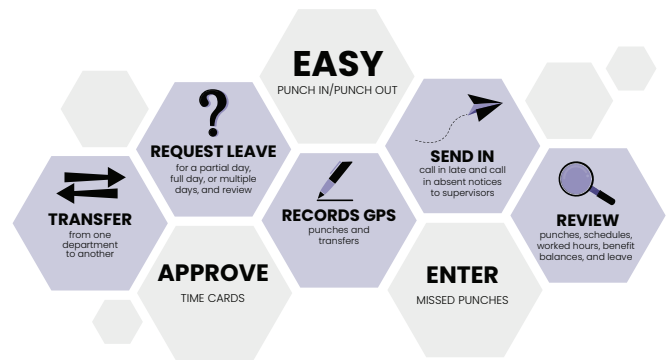 EASY
PUNCH IN/PUNCH OUT
REQUEST LEAVE
for a partial day,
full day, or multiple
days, and review
SEND IN
call in late and call
in absent notices
to supervisors
TRANSFER
from one
department
to another
RECORDS GPS
punches and
transfers
REVIEW
punches, schedules,
worked hours, benefit
balances, and leave
APPROVE
TIME CARDS
ENTER
MISSED PUNCHES